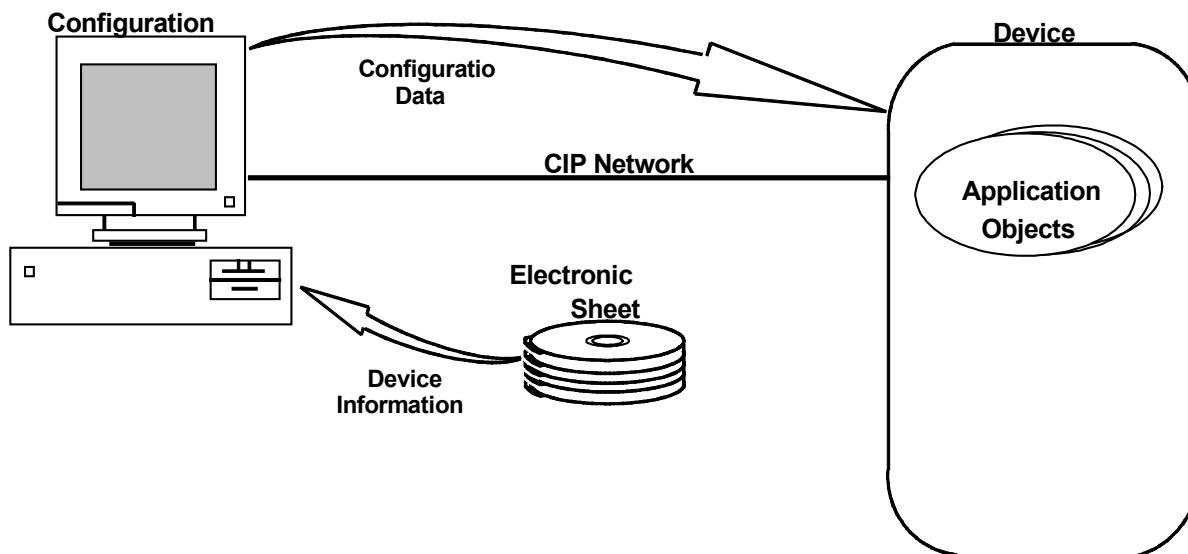 Configuration
Device
Configuratio
Data
CIP Network
Application
Objects
Electronic
Sheet
Device
Information